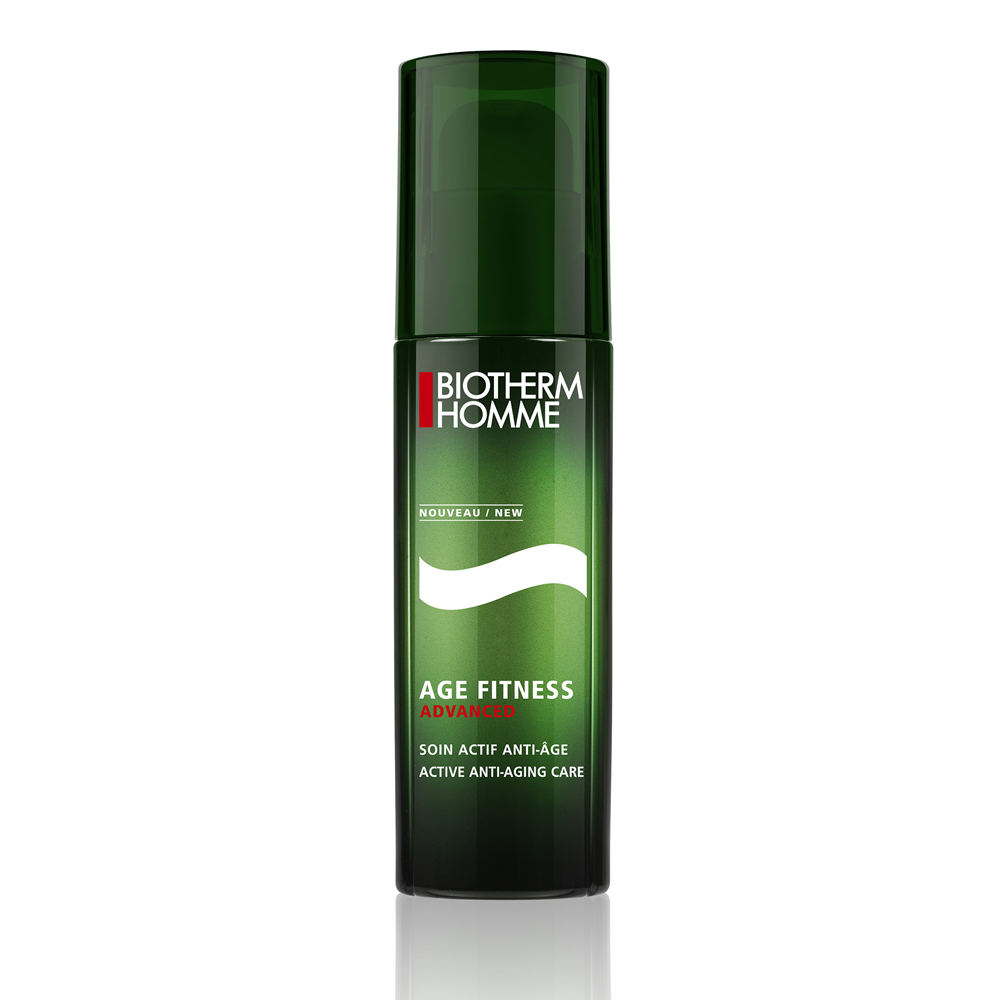 BIOTHERM
HOMME
NOUVEAU / NEW
AGE FITNESS
ADVANCED
SOIN ACTIF ANTI-ÂGE
ACTIVE ANTI-AGING CARE